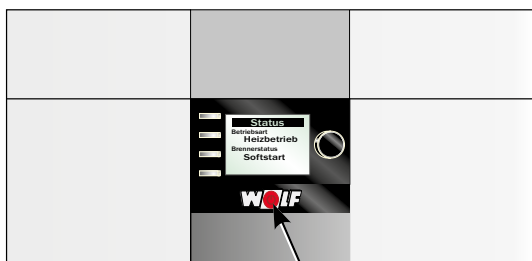 Status
Betriebsart
Heizbetrieb
Brennerstatus
Softstart
WOLF